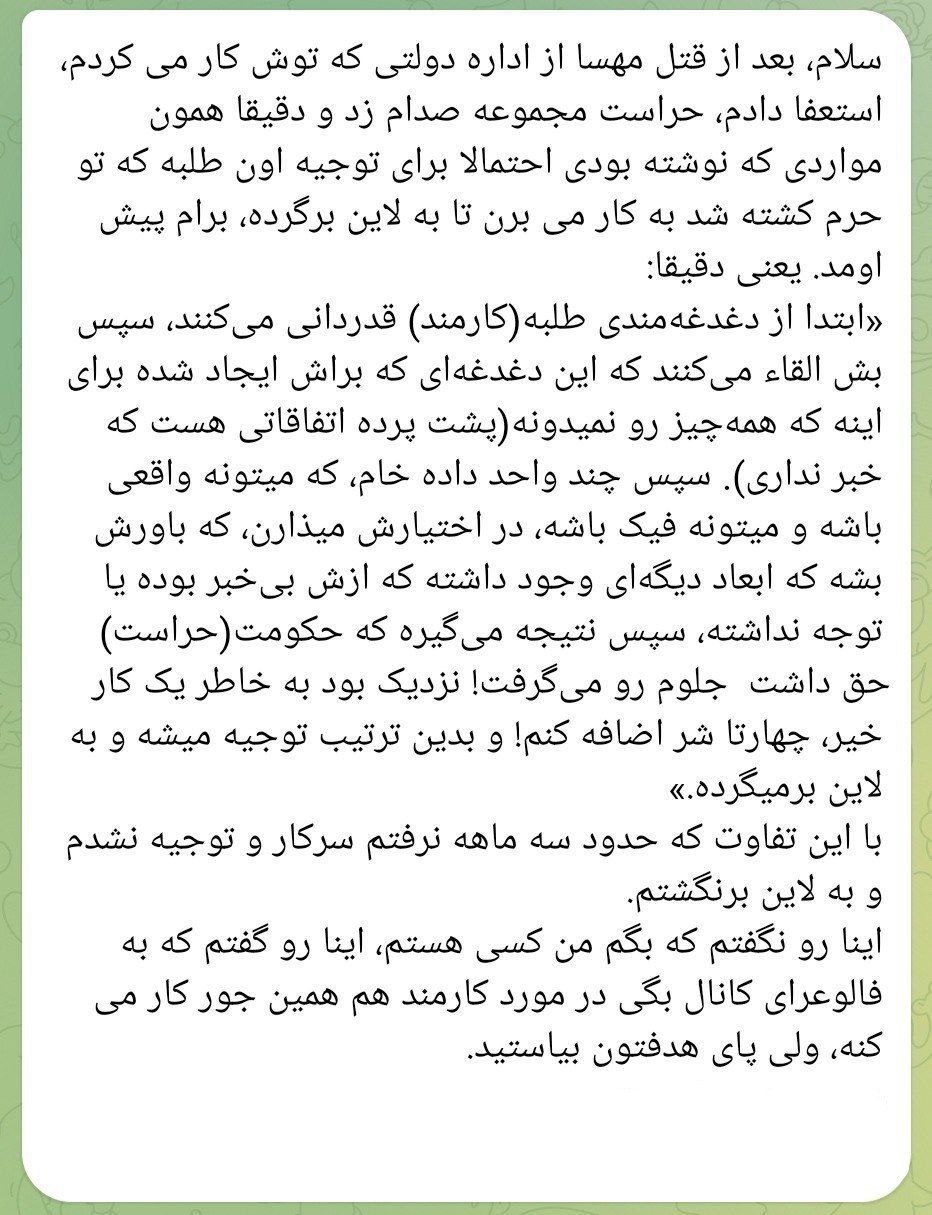 سلام، بعد از قتل مهسا از اداره دولتی که توش کار می کردم،
استعفا دادم، حراست مجموعه صدام زد و دقیقا همون
مواردی که نوشته بودی احتمالا برای توجیه اون طلبه که تو
حرم کشته شد به کار می برن تا به لاین برگرده، برام پیش
اومد. یعنی دقیقا:
«ابتدا از دغدغه‌مندی طلبه(کارمند) قدردانی می‌کنند، سپس
بش القاء می‌کنند که این دغدغه‌ای که براش ایجاد شده برای
اینه که همه‌چیز رو نمیدونه(پشت پرده اتفاقاتی هست که
خبر نداری). سپس چند واحد داده خام، که میتونه واقعی
باشه و میتونه فیک باشه، در اختیارش میذارن، که باورش
بشه که ابعاد دیگه‌ای وجود داشته که ازش بی‌خبر بوده یا
توجه نداشته، سپس نتیجه می‌گیره که حکومت(حراست)
حق داشت  جلوم رو می‌گرفت! نزدیک بود به خاطر یک کار
خیر، چهارتا شر اضافه کنم! و بدین ترتیب توجیه میشه و به
لاین برمیگرده.»
با این تفاوت که حدود سه ماهه نرفتم سرکار و توجیه نشدم
و به لاین برنگشتم.
اینا رو نگفتم که بگم من کسی هستم، اینا رو گفتم که به
فالوعرای کانال بگی در مورد کارمند هم همین جور کار می
کنه، ولی پای هدفتون بیاستید.